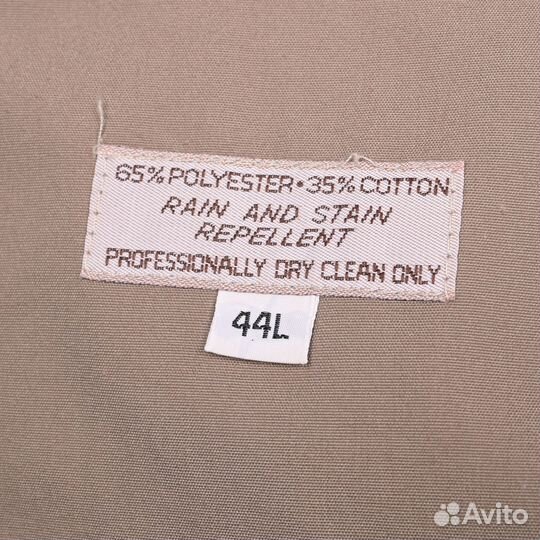 65% POLYESTER • 35% COTTON
RAIN AND STAIN
REPELLENT
PROFESSIONALLY DRY CLEAN ONLY
44L
Avito